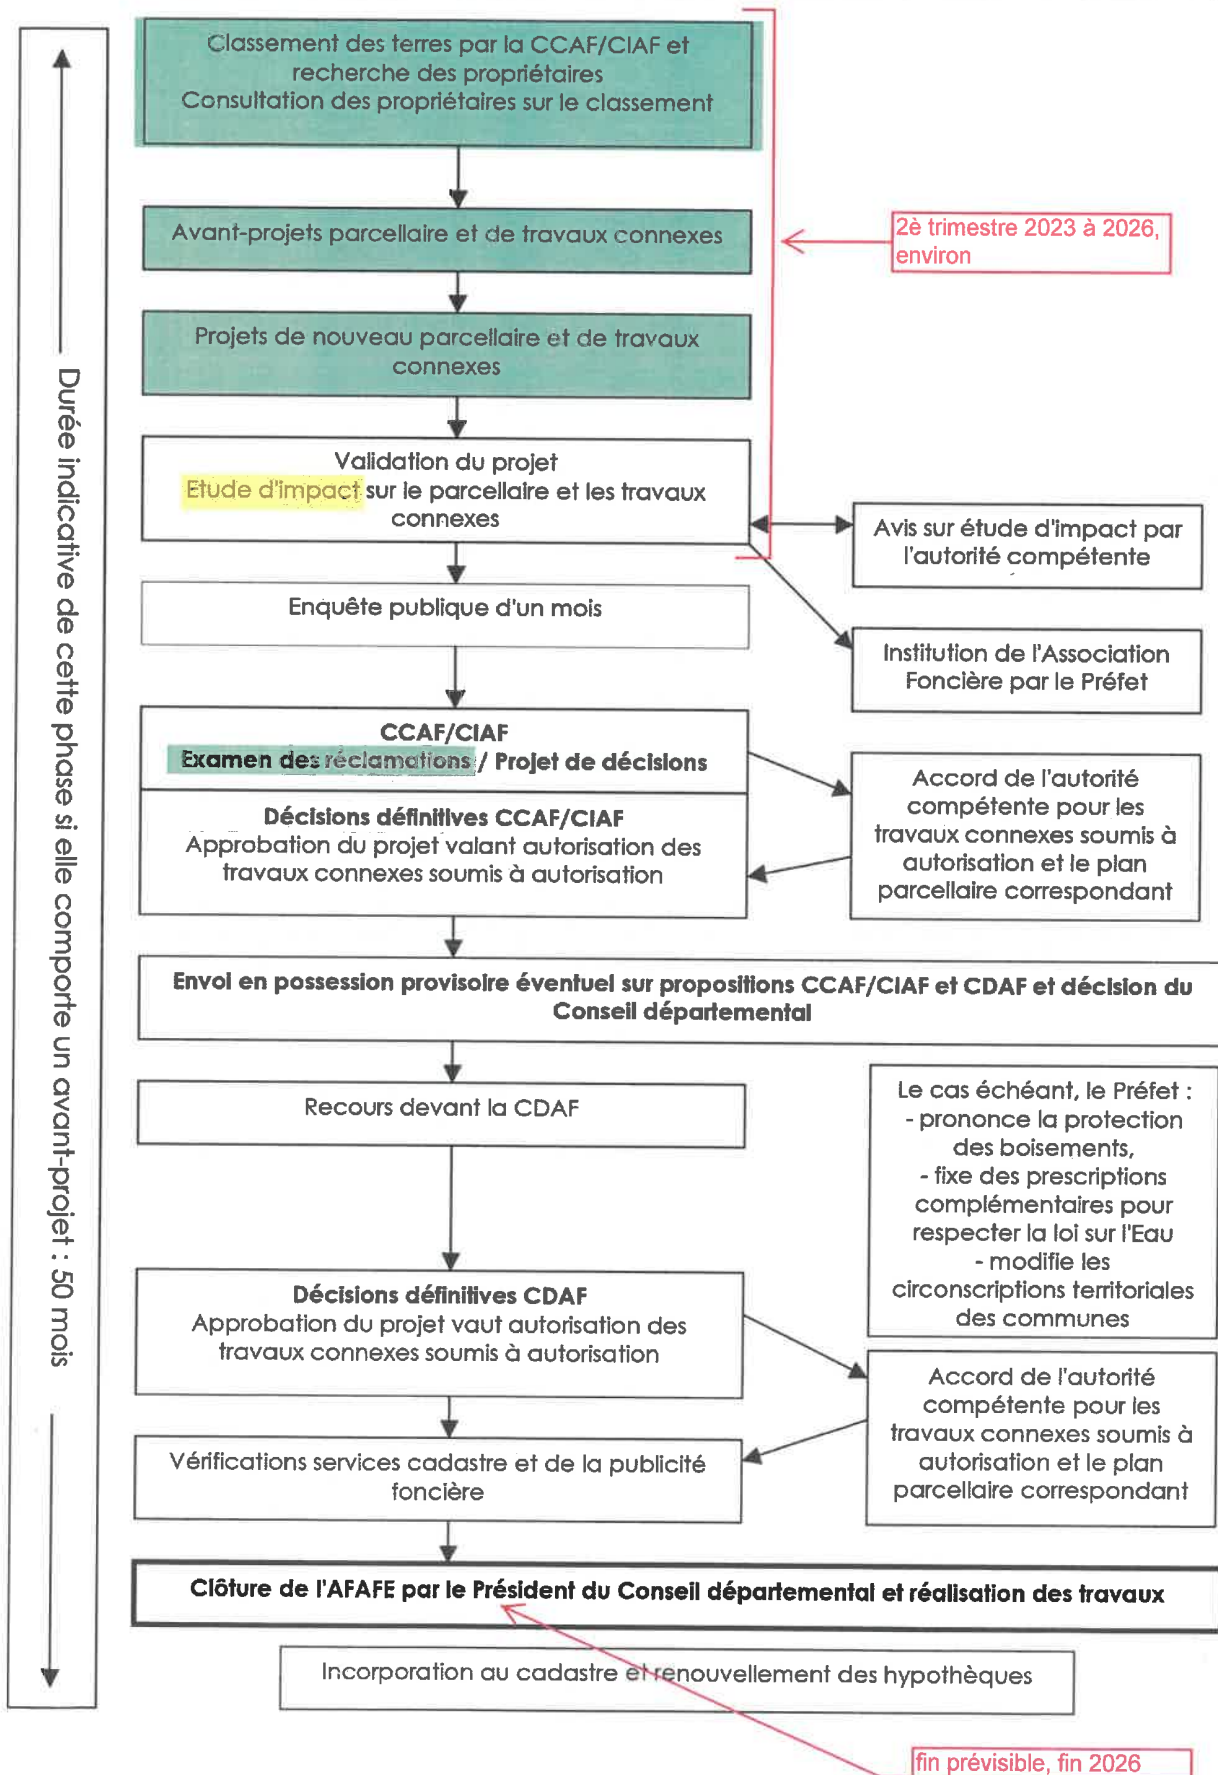 Classement des terres par la CCAF/CIAF et
recherche des propriétaires
Consultation des propriétaires sur le classement
Avant-projets parcellaire et de travaux connexes
2è trimestre 2023 à 2026,
environ
Projets de nouveau parcellaire et de travaux
connexes
Validation du projet
Etude d'impact sur le parcellaire et les travaux
connexes
Avis sur étude d'impact par
l'autorité compétente
Enquête publique d'un mois
Institution de l'Association
Foncière par le Préfet
CCAF/CIAF
Examen des réclamations / Projet de décisions
Décisions définitives CCAF/CIAF
Approbation du projet valant autorisation des
travaux connexes soumis à autorisation
Accord de l'autorité
compétente pour les
travaux connexes soumis à
autorisation et le plan
parcellaire correspondant
Envoi en possession provisoire éventuel sur propositions CCAF/CIAF et CDAF et décision du
Conseil départemental
Recours devant la CDAF
Le cas échéant, le Préfet :
- prononce la protection
des boisements,
- fixe des prescriptions
complémentaires pour
respecter la loi sur l'Eau
- modifie les
circonscriptions territoriales
des communes
Décisions définitives CDAF
Approbation du projet vaut autorisation des
travaux connexes soumis à autorisation
Accord de l'autorité
compétente pour les
travaux connexes soumis à
autorisation et le plan
parcellaire correspondant
Vérifications services cadastre et de la publicité
foncière
Clôture de l'AFAFE par le Président du Conseil départemental et réalisation des travaux
Incorporation au cadastre et renouvellement des hypothèques
fin prévisible, fin 2026
Durée indicative de cette phase si elle comporte un avant-projet : 50 mois